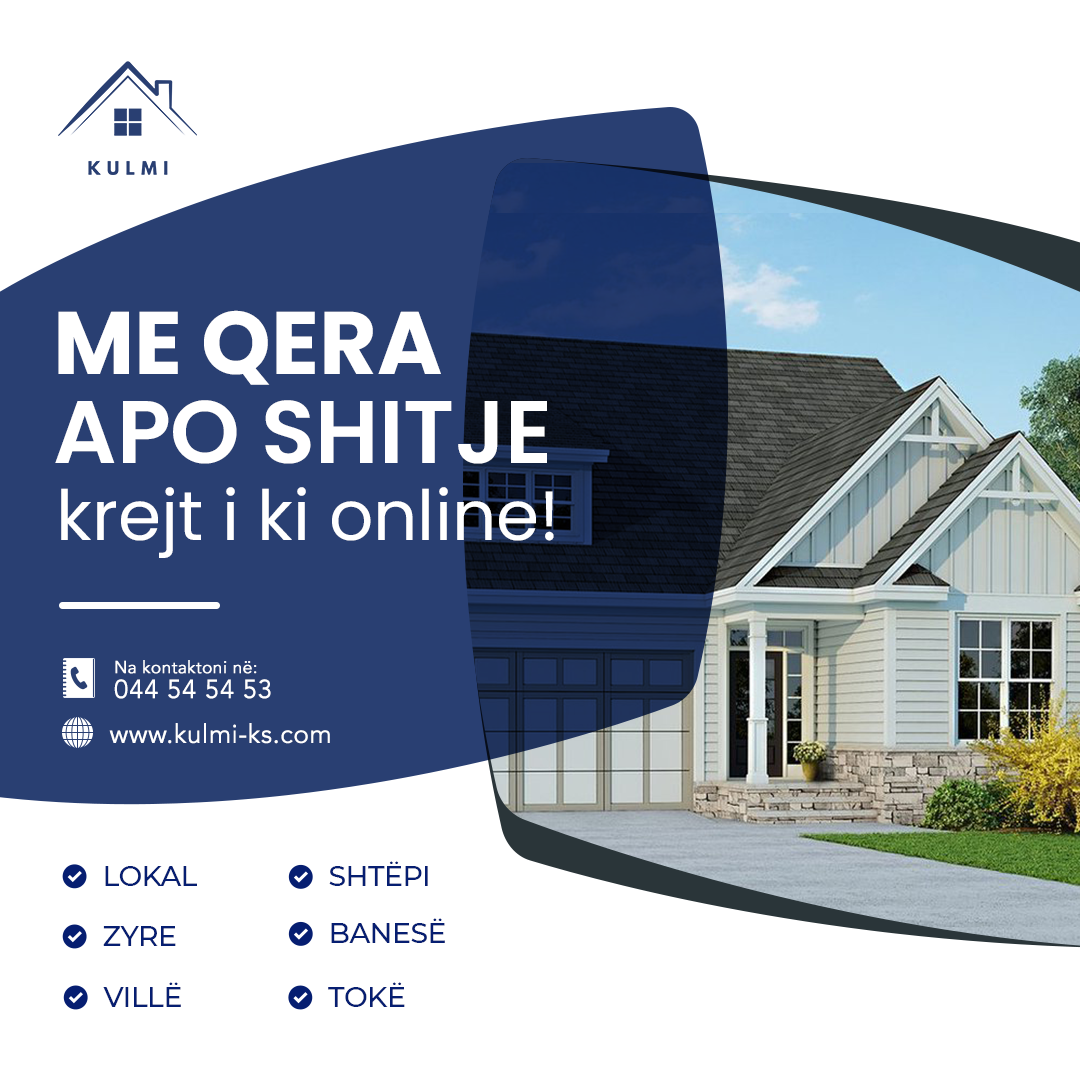 KULMI
ME QERA
APO SHITJE
krejt i ki online!
Na kontaktoni në:
044 54 54 53
www.kulmi-ks.com
LOKAL
SHTËPI
ZYRE
BANESË
VILLË
TOKË